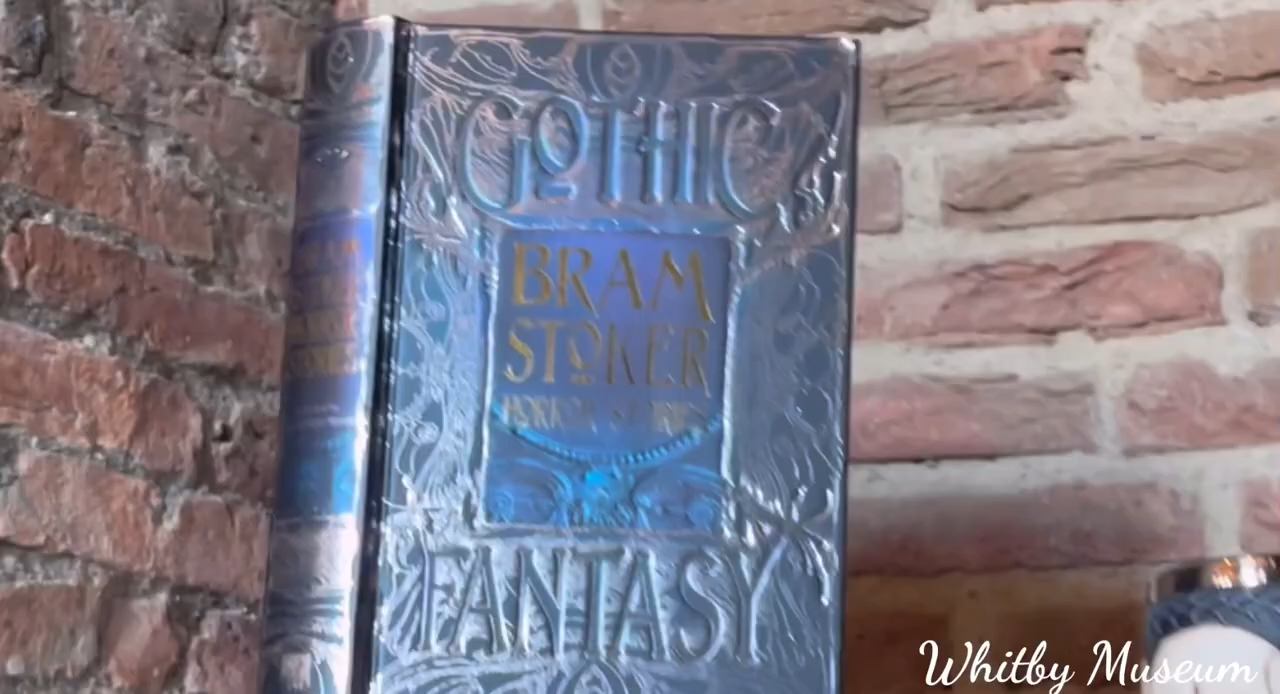 GOTHIC
BRAM
STOKER
HORROR STORIES
FANTASY
Whitby Museum